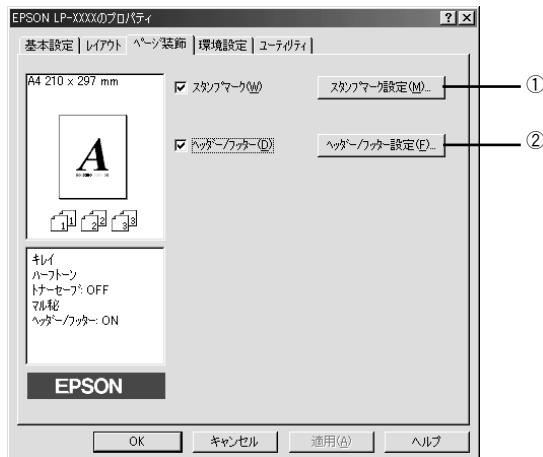 EPSON LP-XXXXのプロパティ
基本設定 レイアウト ページ装飾 環境設定 ユーティリティ
A4 210 x 297 mm
スタンプマーク(W) スタンプマーク設定(M)... ①
ヘッダー/フッター(D) ヘッダー/フッター設定(F)... ②
A
1 1 2 2 3 3
キレイ
ハーフトーン
トナーセーブ: OFF
マル秘
ヘッダー/フッター: ON
EPSON
OK キャンセル 適用(A) ヘルプ